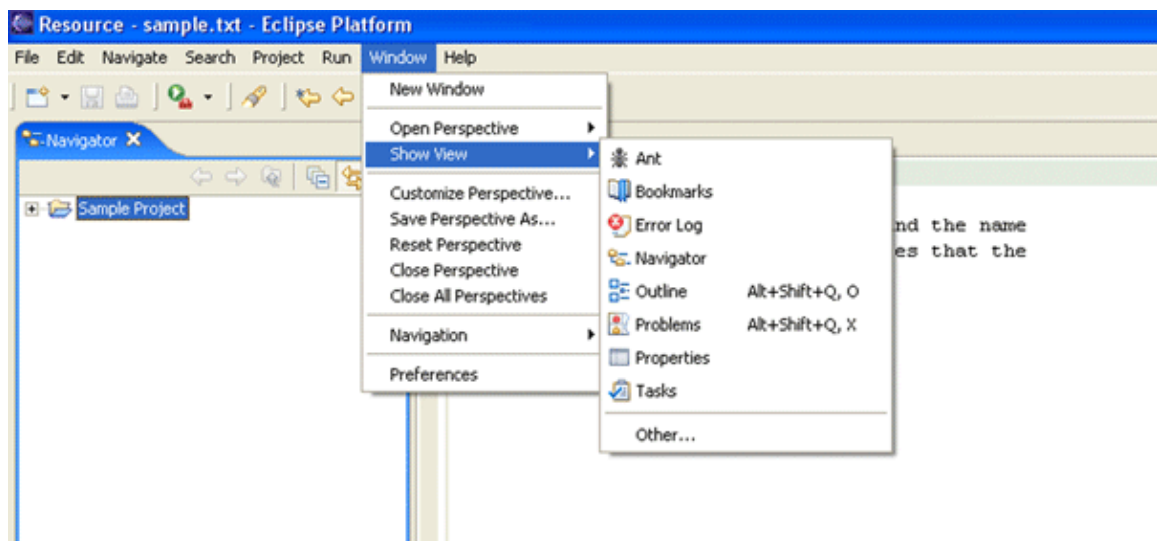 Resource - sample.txt - Eclipse Platform
File Edit Navigate Search Project Run Window Help
Navigator
Sample Project
New Window
Open Perspective
Show View
Customize Perspective...
Save Perspective As...
Reset Perspective
Close Perspective
Close All Perspectives
Navigation
Preferences
Ant
Bookmarks
Error Log
Navigator
Outline Alt+Shift+Q, O
Problems Alt+Shift+Q, X
Properties
Tasks
Other...
the name
that the